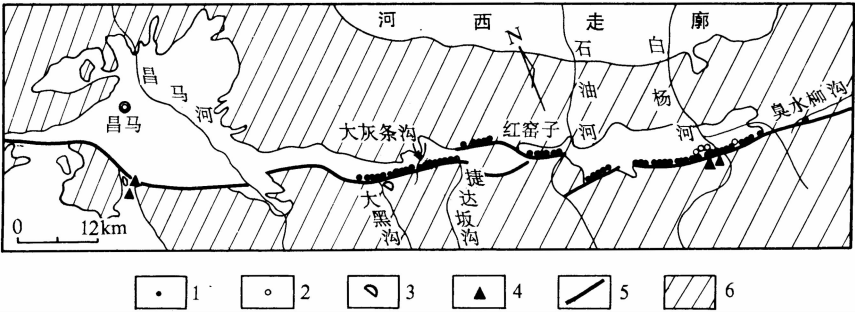 河西走廊
N
石油河
白杨河
昌马河
昌马
大灰条沟
红窑子
臭水柳沟
大黑沟
捷达坂沟
0 12km
1 2 3 4 5 6